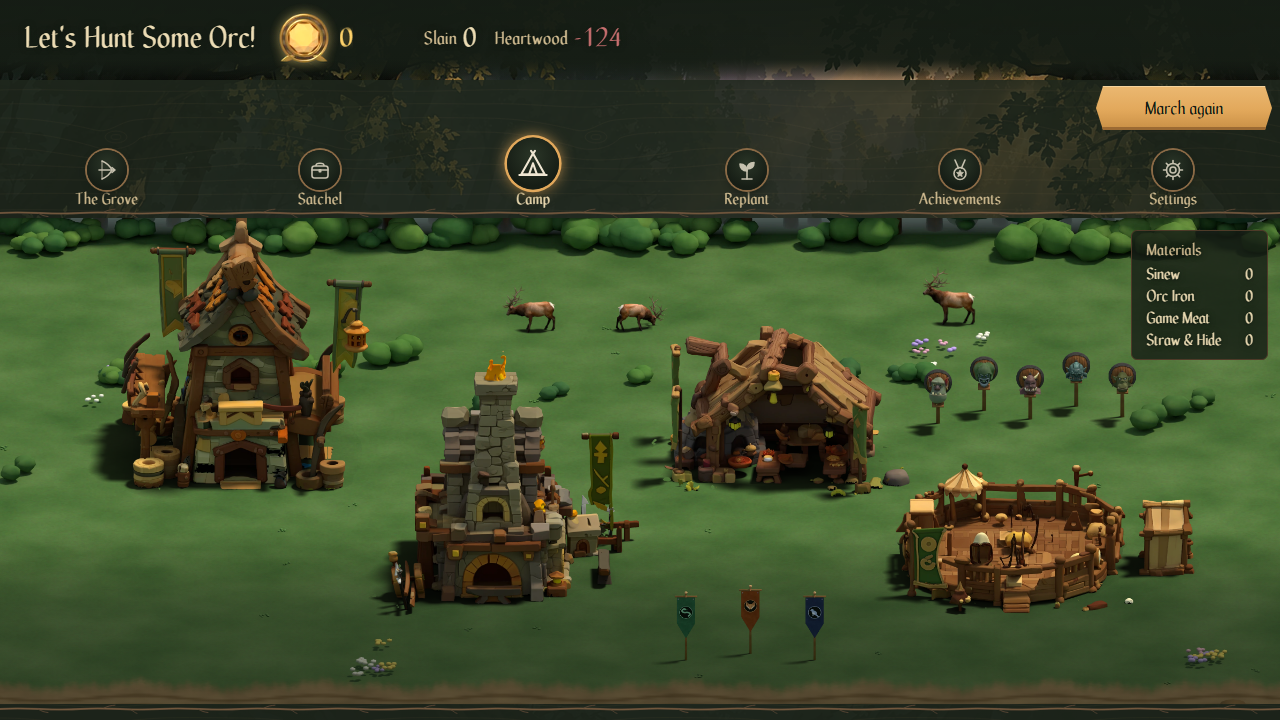 Let's Hunt Some Orc!
0
Slain 0
Heartwood -124
March again
The Grove
Satchel
Camp
Replant
Achievements
Settings
Materials
Sinew 0
Orc Iron 0
Game Meat 0
Straw & Hide 0